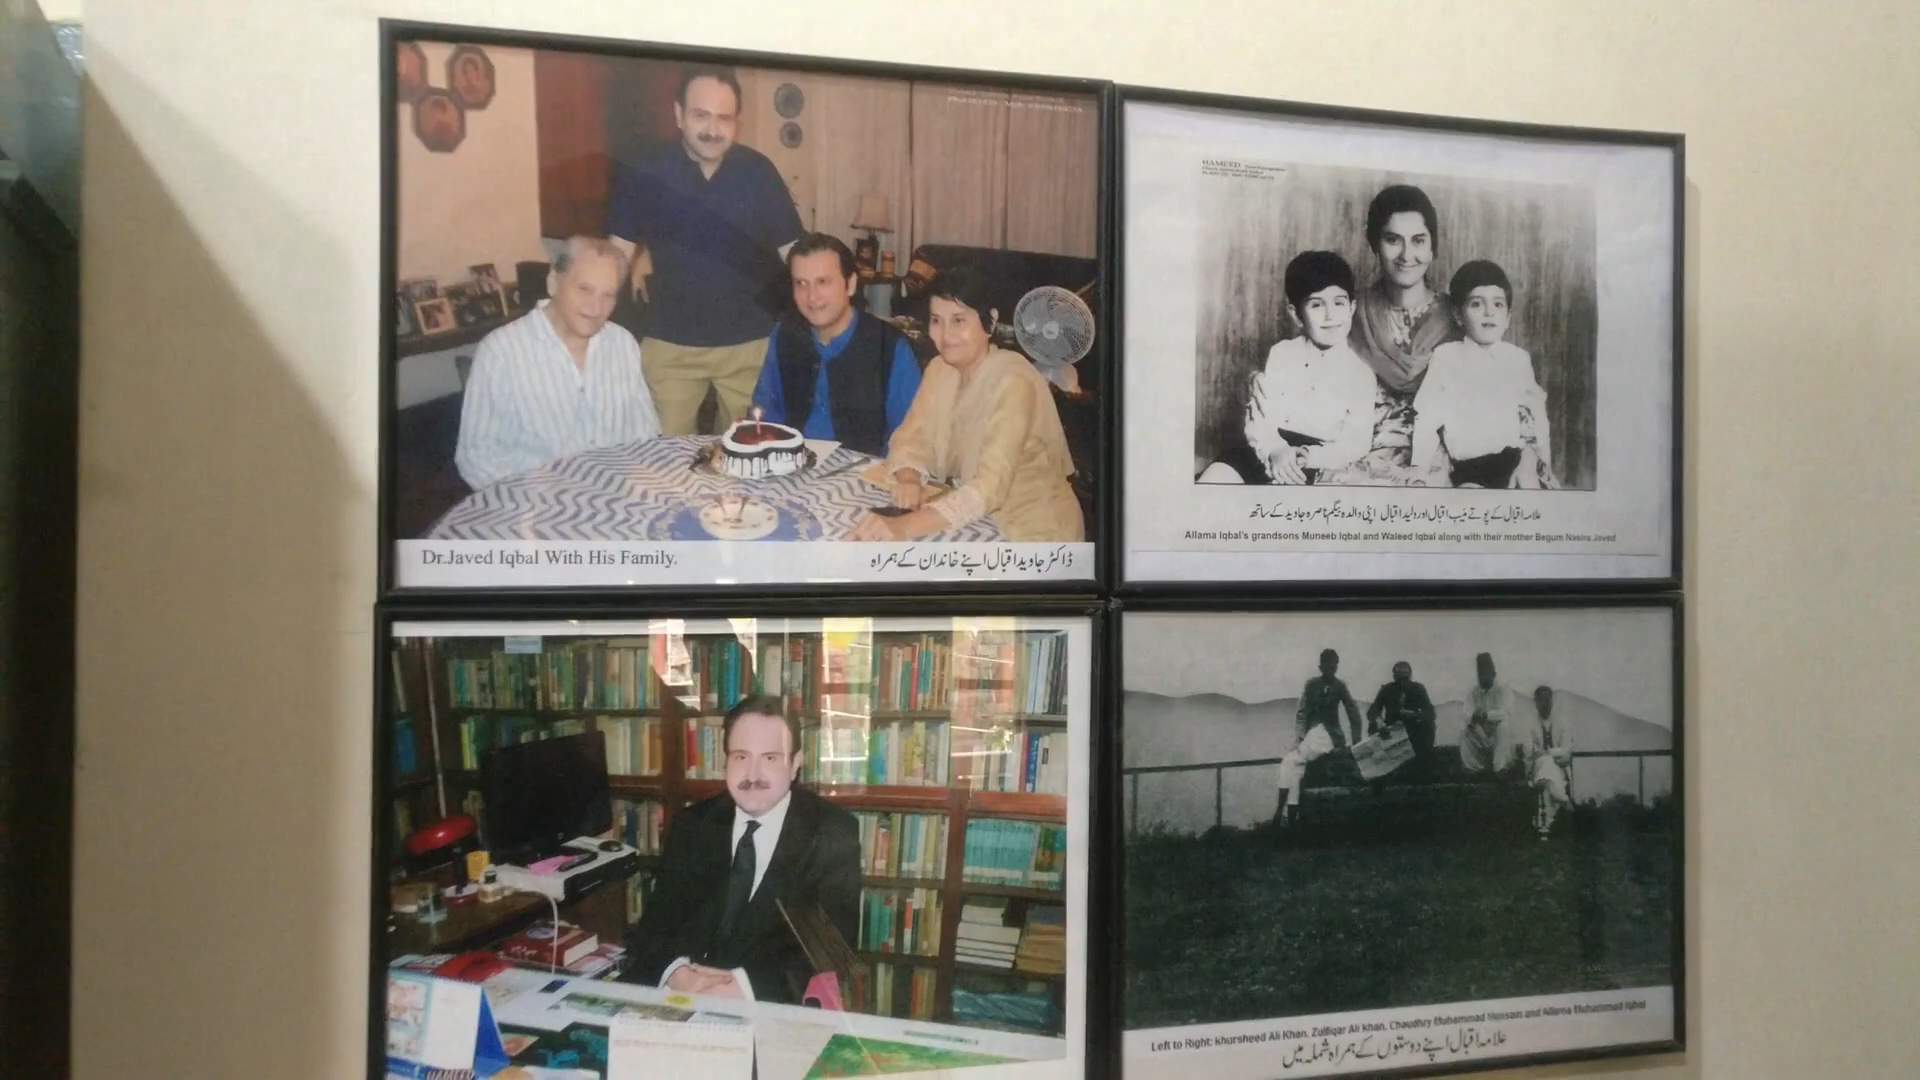 Dr.Javed Iqbal With His Family.
ڈاکٹر جاوید اقبال اپنے خاندان کے ہمراہ
HAMEED
علامہ اقبال کے پوتے منیب اقبال اور ولید اقبال اپنی والدہ بیگم ناصرہ جاوید کے ساتھ
Allama Iqbal's grandsons Muneeb Iqbal and Waleed Iqbal along with their mother Begum Nasira Javed
HAMEED
Left to Right: Khursheed Ali Khan, Zulfiqar Ali khan, Chaudhry Muhammad Hussain and Allama Muhammad Iqbal
علامہ اقبال اپنے دوستوں کے ہمراہ شملہ میں